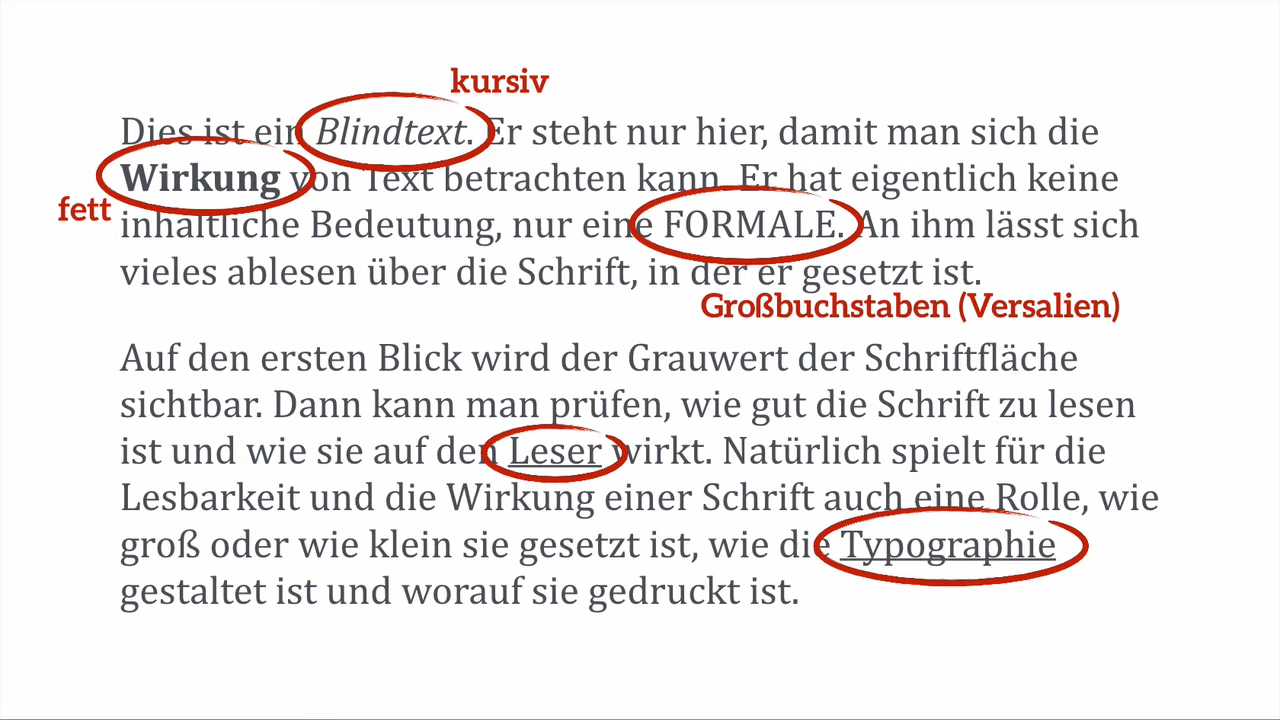 kursiv
Dies ist ein Blindtext. Er steht nur hier, damit man sich die
Wirkung von Text betrachten kann. Er hat eigentlich keine
fett
inhaltliche Bedeutung, nur eine FORMALE. An ihm lässt sich
vieles ablesen über die Schrift, in der er gesetzt ist.
Großbuchstaben (Versalien)
Auf den ersten Blick wird der Grauwert der Schriftfläche
sichtbar. Dann kann man prüfen, wie gut die Schrift zu lesen
ist und wie sie auf den Leser wirkt. Natürlich spielt für die
Lesbarkeit und die Wirkung einer Schrift auch eine Rolle, wie
groß oder wie klein sie gesetzt ist, wie die Typographie
gestaltet ist und worauf sie gedruckt ist.